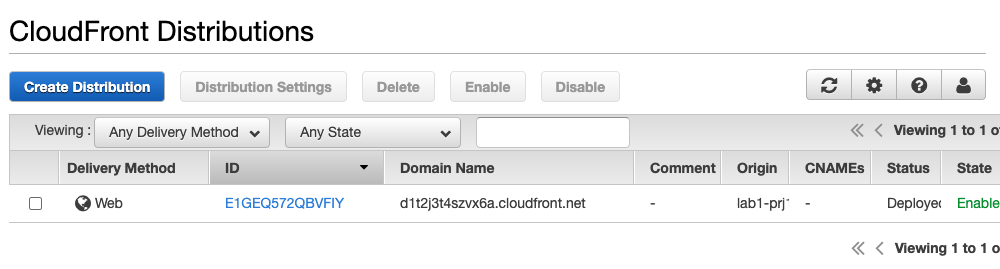 CloudFront Distributions
Create Distribution Distribution Settings Delete Enable Disable
Viewing : Any Delivery Method Any State Viewing 1 to 1 o
Delivery Method ID Domain Name Comment Origin CNAMEs Status State
Web E1GEQ572QBVFIY d1t2j3t4szvx6a.cloudfront.net - lab1-prj - Deployed Enable
Viewing 1 to 1 o